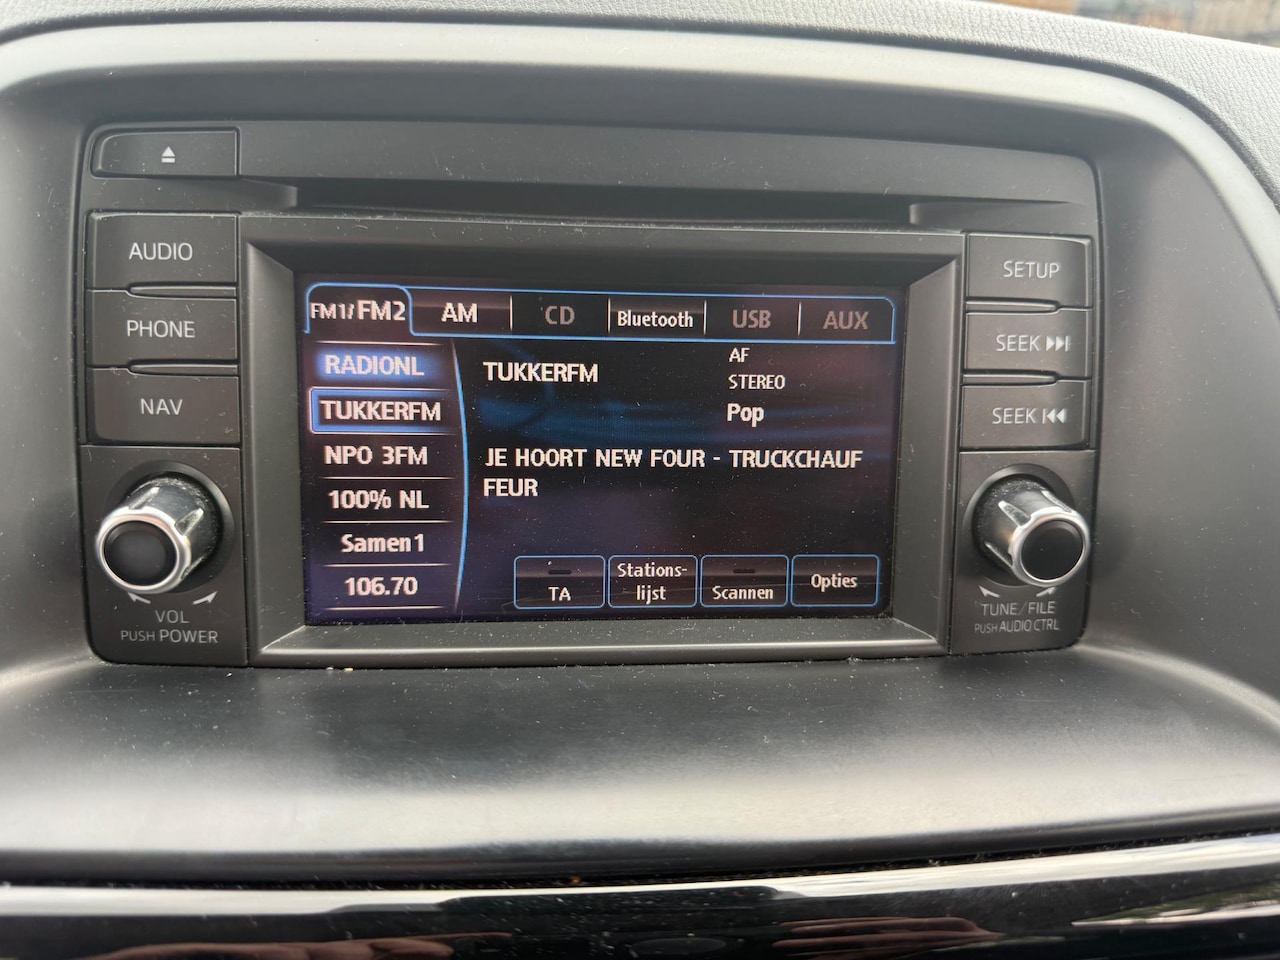 AUDIO
PHONE
NAV
VOL
PUSH POWER
FM1/FM2
AM
CD
Bluetooth
USB
AUX
RADIONL
TUKKERFM
NPO 3FM
100% NL
Samen1
106.70
TUKKERFM
AF
STEREO
Pop
JE HOORT NEW FOUR - TRUCKCHAUF
FEUR
TA
Stations-
lijst
Scannen
Opties
SETUP
SEEK
SEEK
TUNE/FILE
PUSH AUDIO CTRL